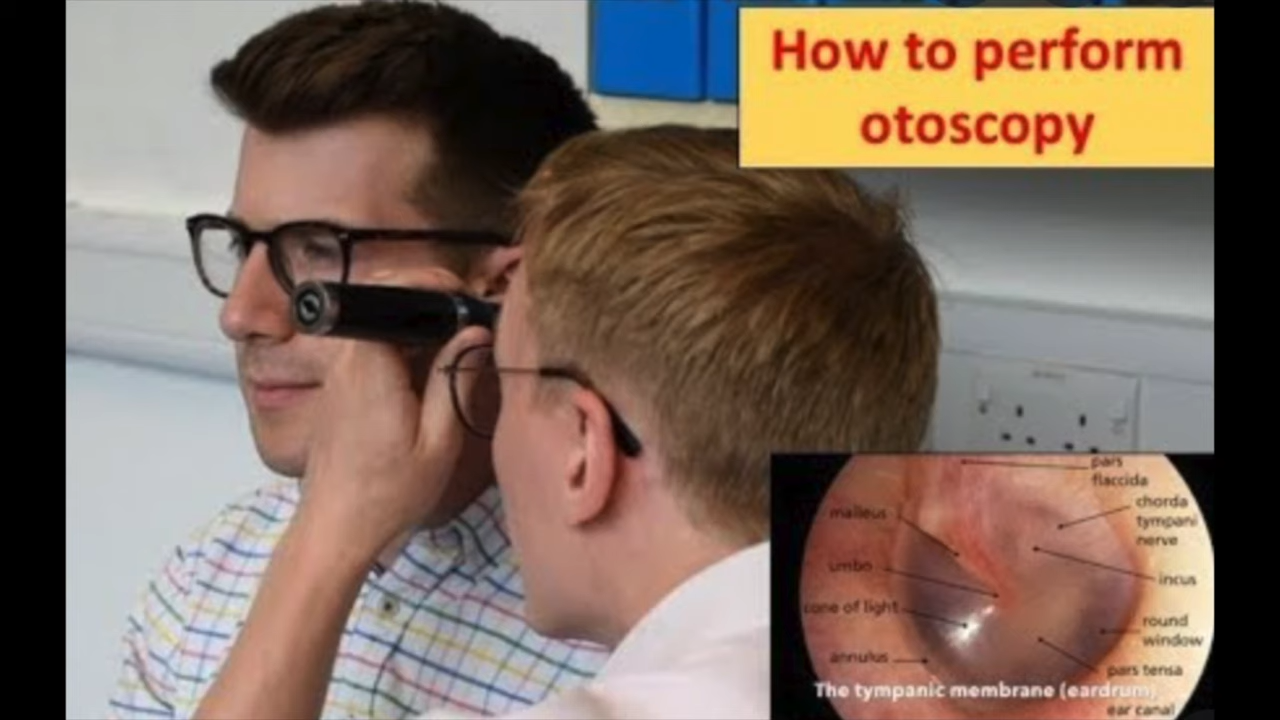 How to perform
otoscopy
pars
flaccida
chorda
tympani
nerve
malleus
umbo
incus
cone of light
round
window
annulus
pars tensa
The tympanic membrane (eardrum)
ear canal